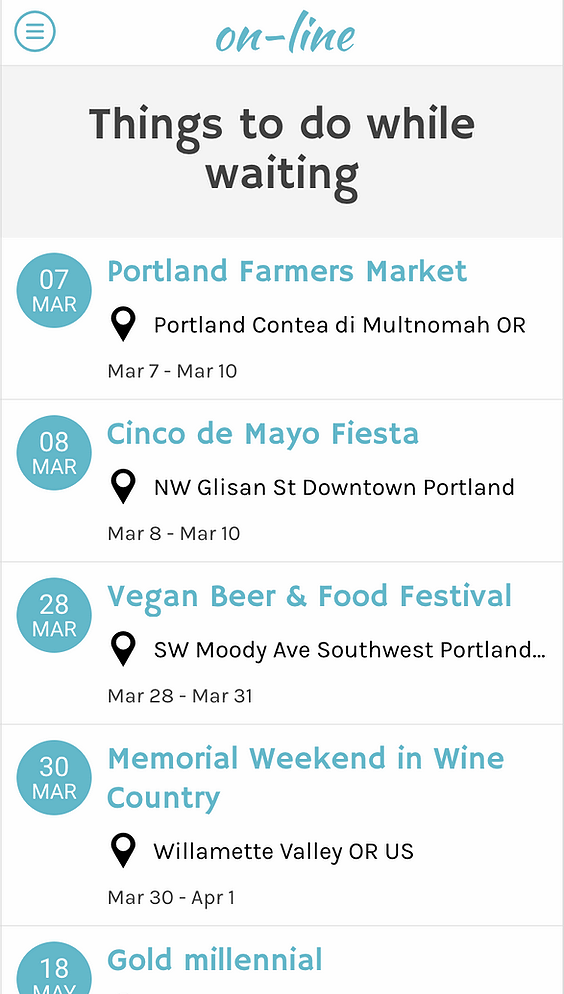 on-line
Things to do while
waiting
07
MAR
Portland Farmers Market
Portland Contea di Multnomah OR
Mar 7 - Mar 10
08
MAR
Cinco de Mayo Fiesta
NW Glisan St Downtown Portland
Mar 8 - Mar 10
28
MAR
Vegan Beer & Food Festival
SW Moody Ave Southwest Portland...
Mar 28 - Mar 31
30
MAR
Memorial Weekend in Wine
Country
Willamette Valley OR US
Mar 30 - Apr 1
18
MAY
Gold millennial